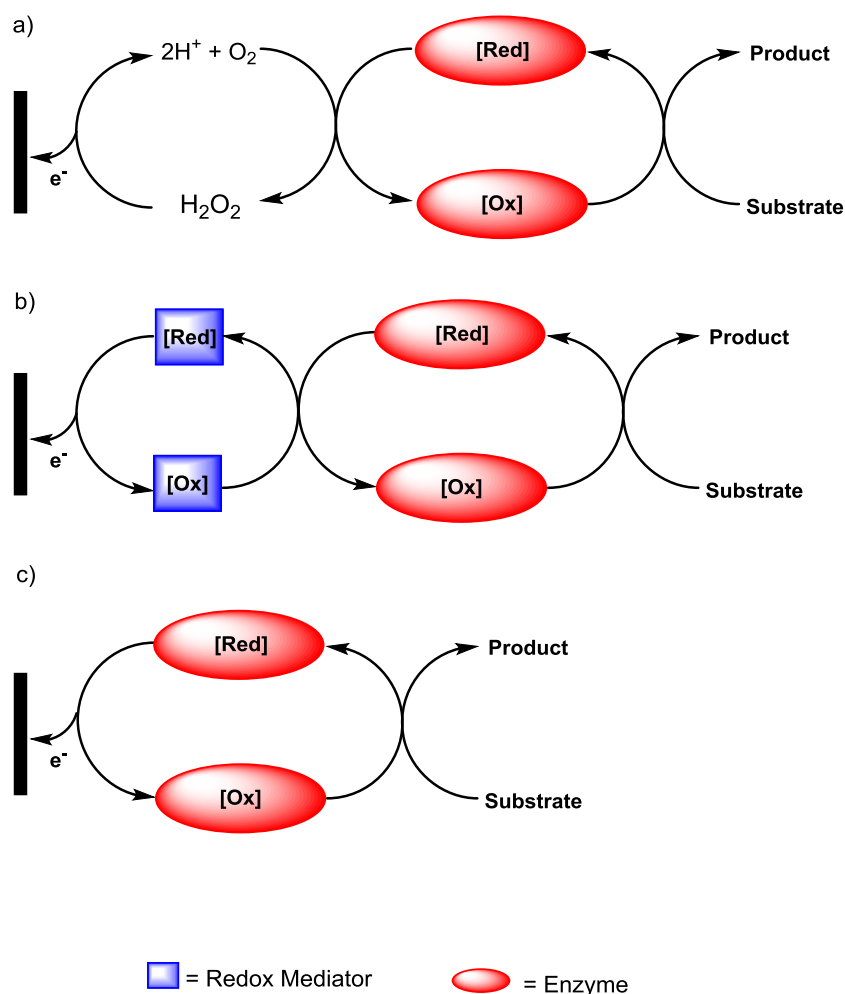 a)
2H⁺ + O₂ [Red] Product
e⁻
H₂O₂ [Ox] Substrate
b)
[Red] [Red] Product
e⁻
[Ox] [Ox] Substrate
c)
[Red] Product
e⁻
[Ox] Substrate
= Redox Mediator = Enzyme